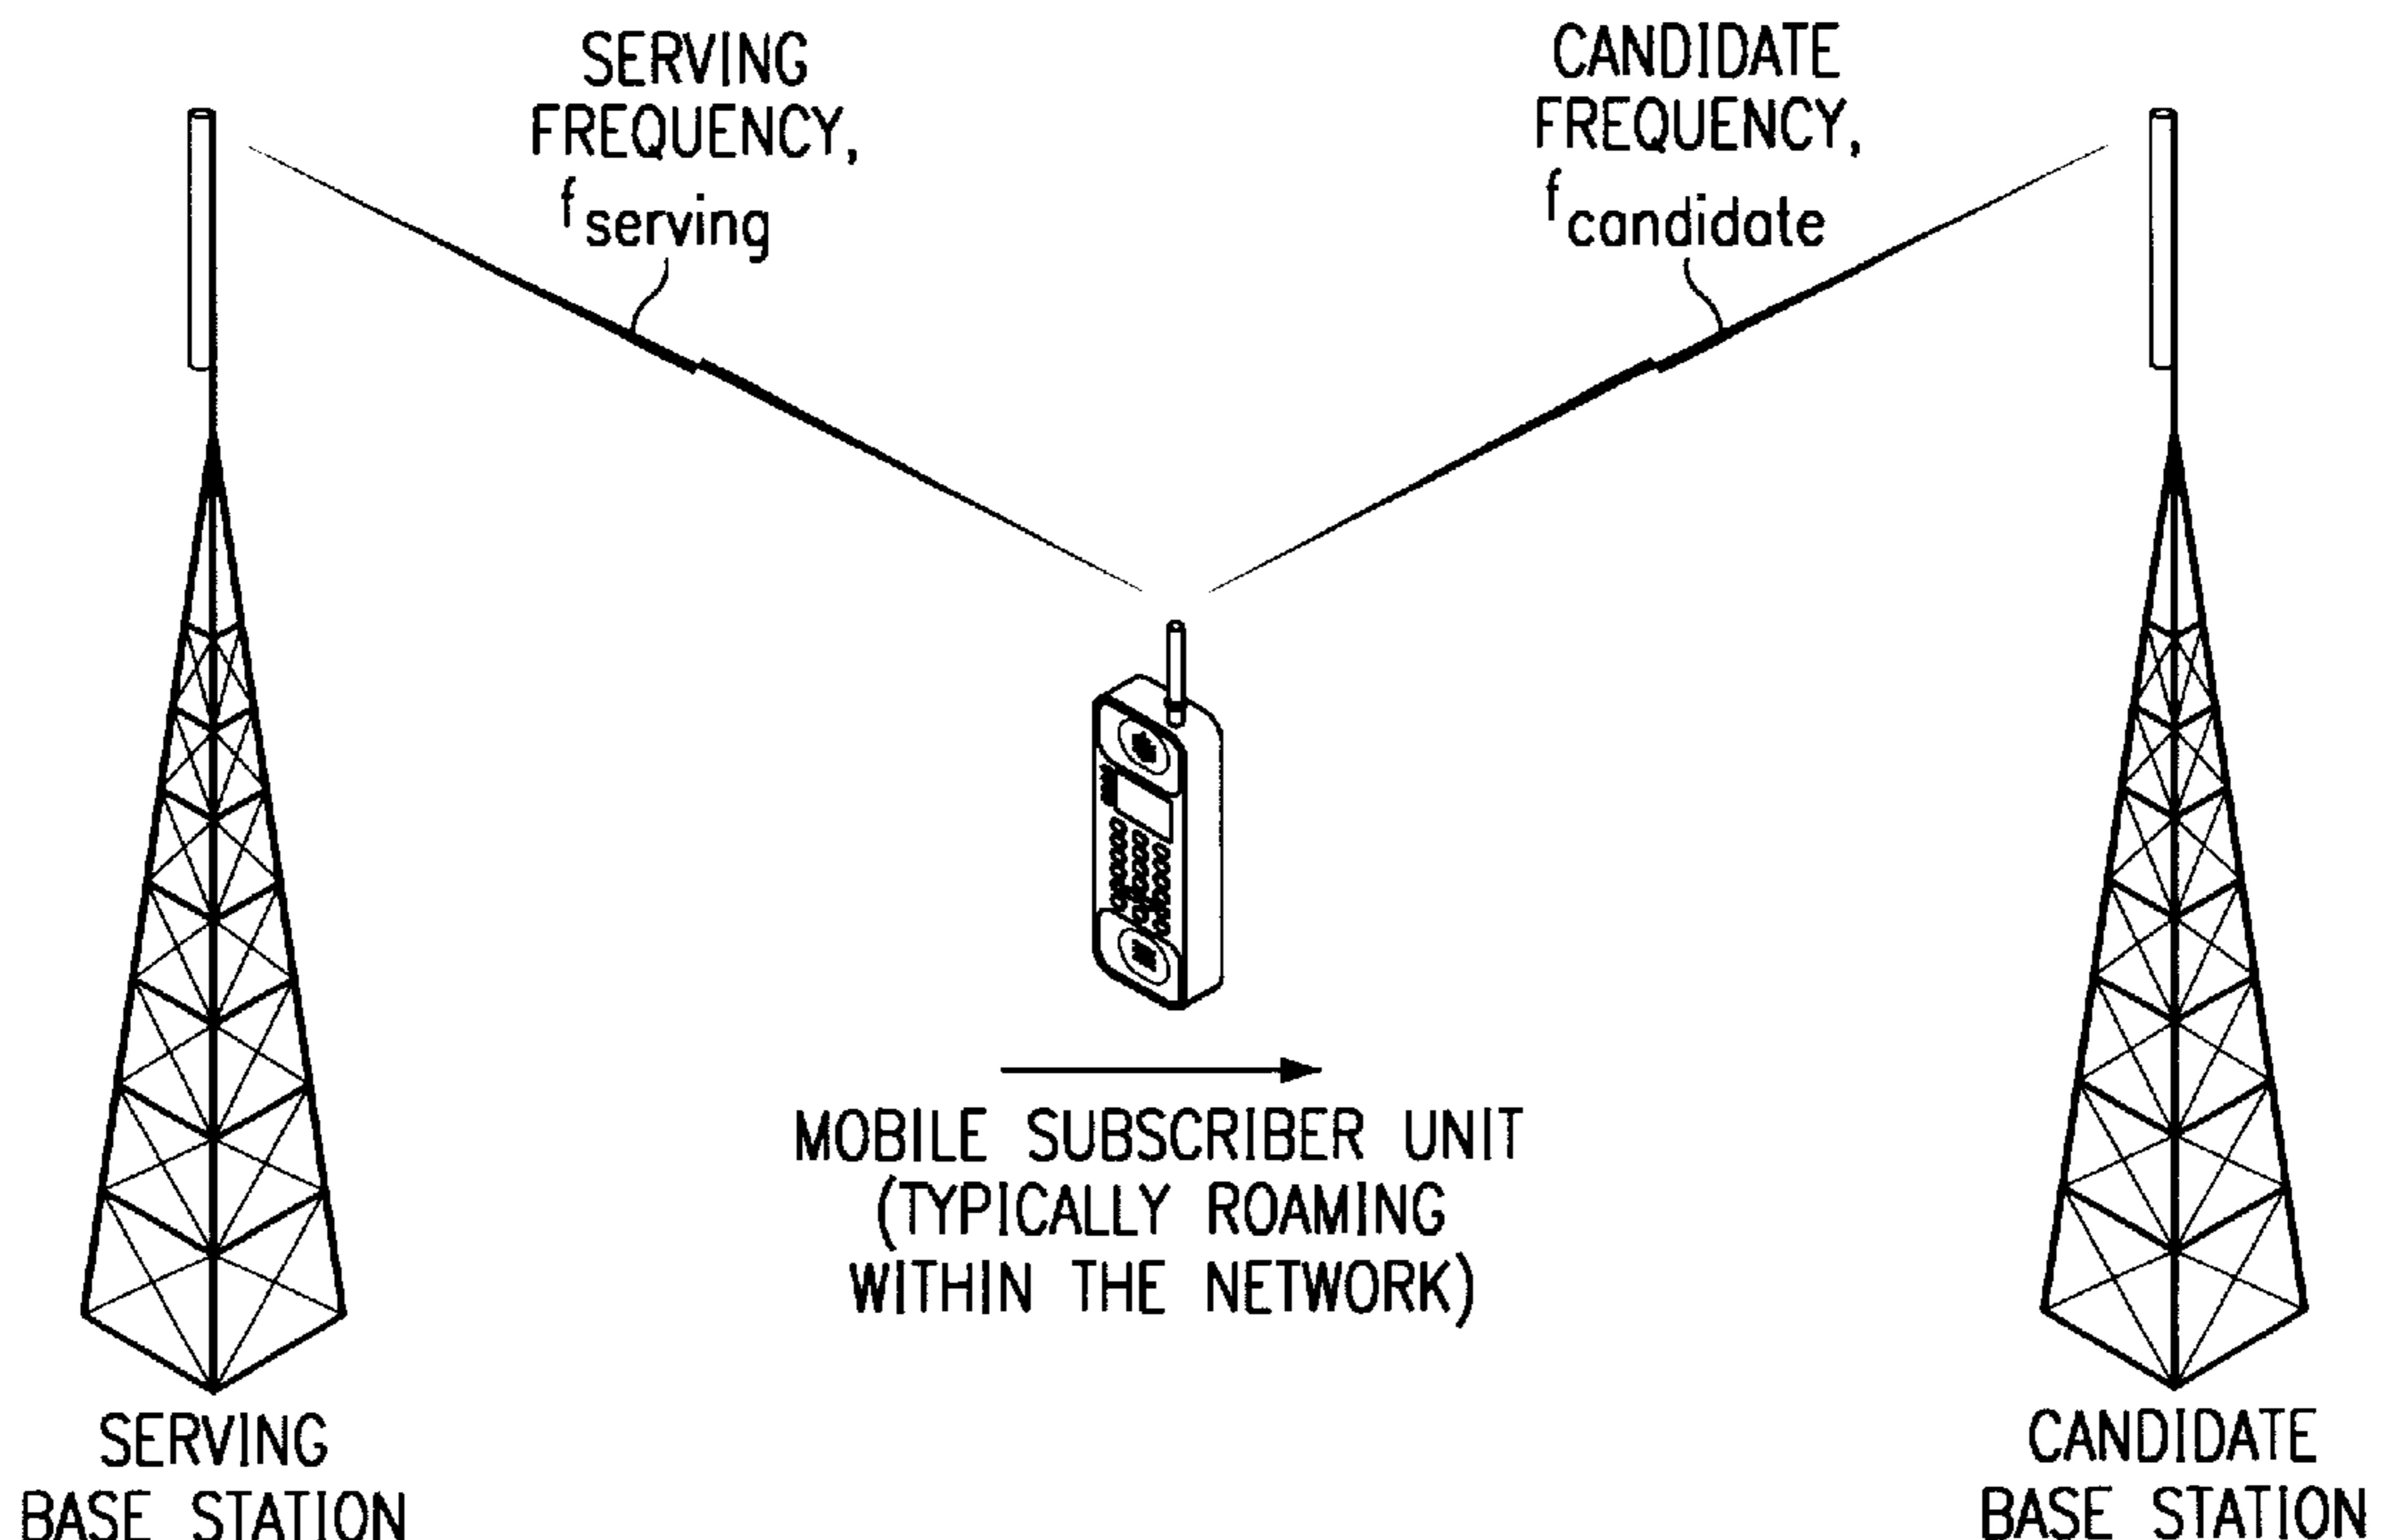 SERVING
FREQUENCY,
fserving
CANDIDATE
FREQUENCY,
fcandidate
MOBILE SUBSCRIBER UNIT
(TYPICALLY ROAMING
WITHIN THE NETWORK)
SERVING
BASE STATION
CANDIDATE
BASE STATION